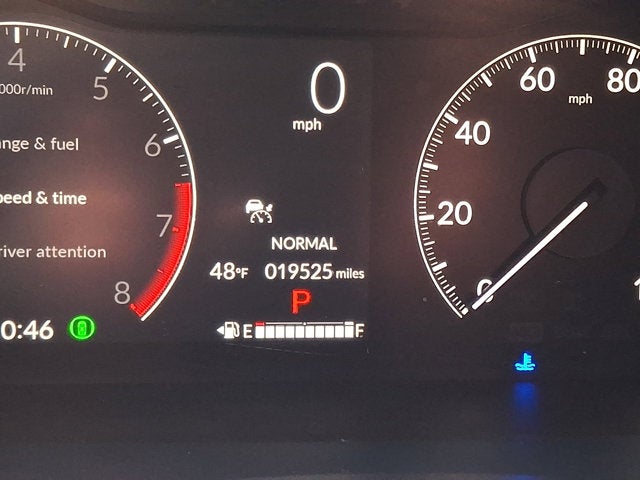 4
000r/min
5
6
7
8
ange & fuel
peed & time
river attention
0:46
0
mph
NORMAL
48°F 019525 miles
P
E F
80
60
mph
40
20
0
1